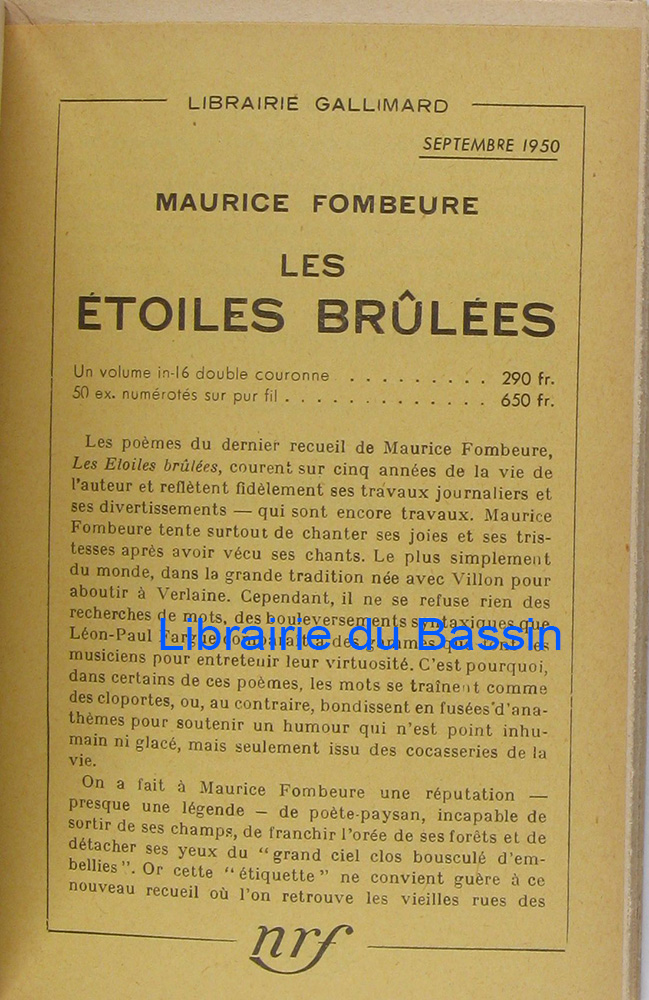 LIBRAIRIE GALLIMARD
SEPTEMBRE 1950
MAURICE FOMBEURE
LES
ÉTOILES BRÛLÉES
Un volume in-16 double couronne . . . . . . . . . 290 fr.
50 ex. numérotés sur pur fil . . . . . . . . . . . . . 650 fr.
Les poèmes du dernier recueil de Maurice Fombeure,
Les Etoiles brûlées, courent sur cinq années de la vie de
l'auteur et reflètent fidèlement ses travaux journaliers et
ses divertissements — qui sont encore travaux. Maurice
Fombeure tente surtout de chanter ses joies et ses tris-
tesses après avoir vécu ses chants. Le plus simplement
du monde, dans la grande tradition née avec Villon pour
aboutir à Verlaine. Cependant, il ne se refuse rien des
recherches de mots, des bouleversements syntaxiques que
Léon-Paul Fargue comparait à des gammes que font les
Librairie du Bassin
musiciens pour entretenir leur virtuosité. C'est pourquoi,
dans certains de ces poèmes, les mots se traînent comme
des cloportes, ou, au contraire, bondissent en fusées d'ana-
thèmes pour soutenir un humour qui n'est point inhu-
main ni glacé, mais seulement issu des cocasseries de la
vie.
On a fait à Maurice Fombeure une réputation —
presque une légende — de poète-paysan, incapable de
sortir de ses champs, de franchir l'orée de ses forêts et de
détacher ses yeux du "grand ciel clos bousculé d'em-
bellies". Or cette "étiquette" ne convient guère à ce
nouveau recueil où l'on retrouve les vieilles rues des
nrf